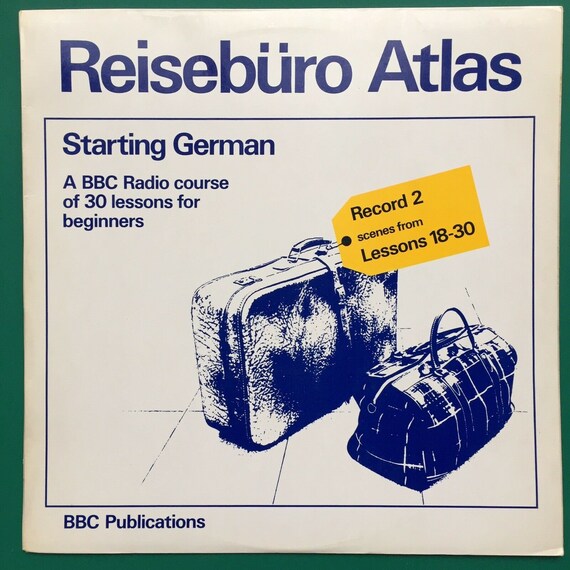 Reisebüro Atlas
Starting German
A BBC Radio course
of 30 lessons for
beginners
Record 2
scenes from
Lessons 18-30
BBC Publications